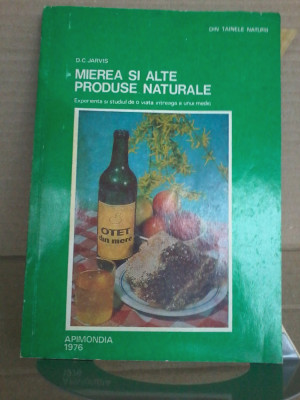 DIN TAINELE NATURII
D.C. JARVIS
MIEREA SI ALTE
PRODUSE NATURALE
Experienta si studiul de o viata intreaga a unui medic
OTET
din mere
APIMONDIA
1976